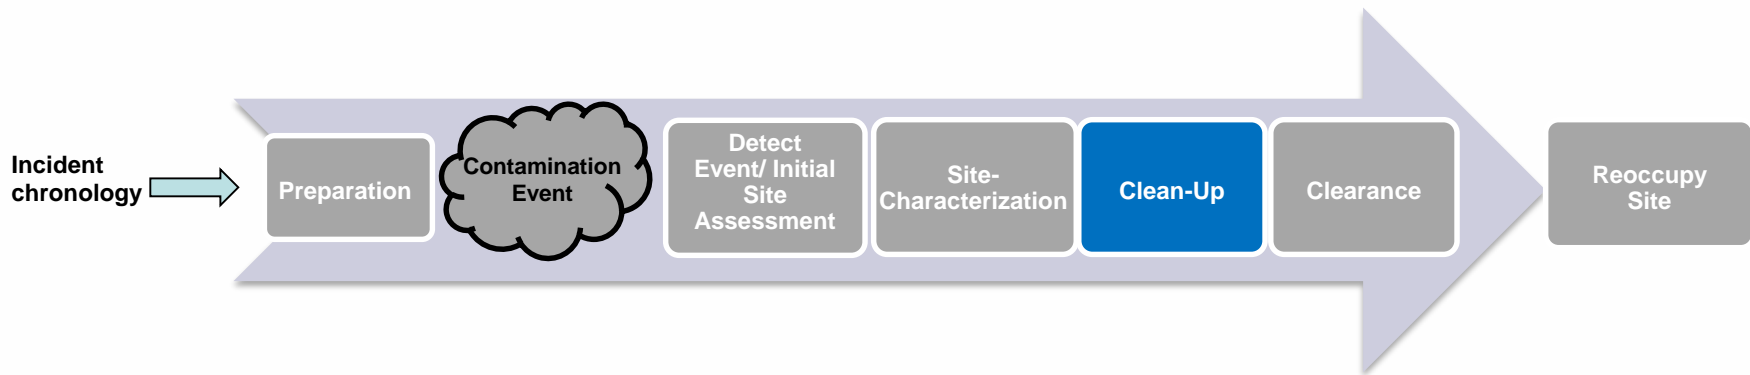 Incident
chronology
Preparation
Contamination
Event
Detect
Event/ Initial
Site
Assessment
Site-
Characterization
Clean-Up
Clearance
Reoccupy
Site